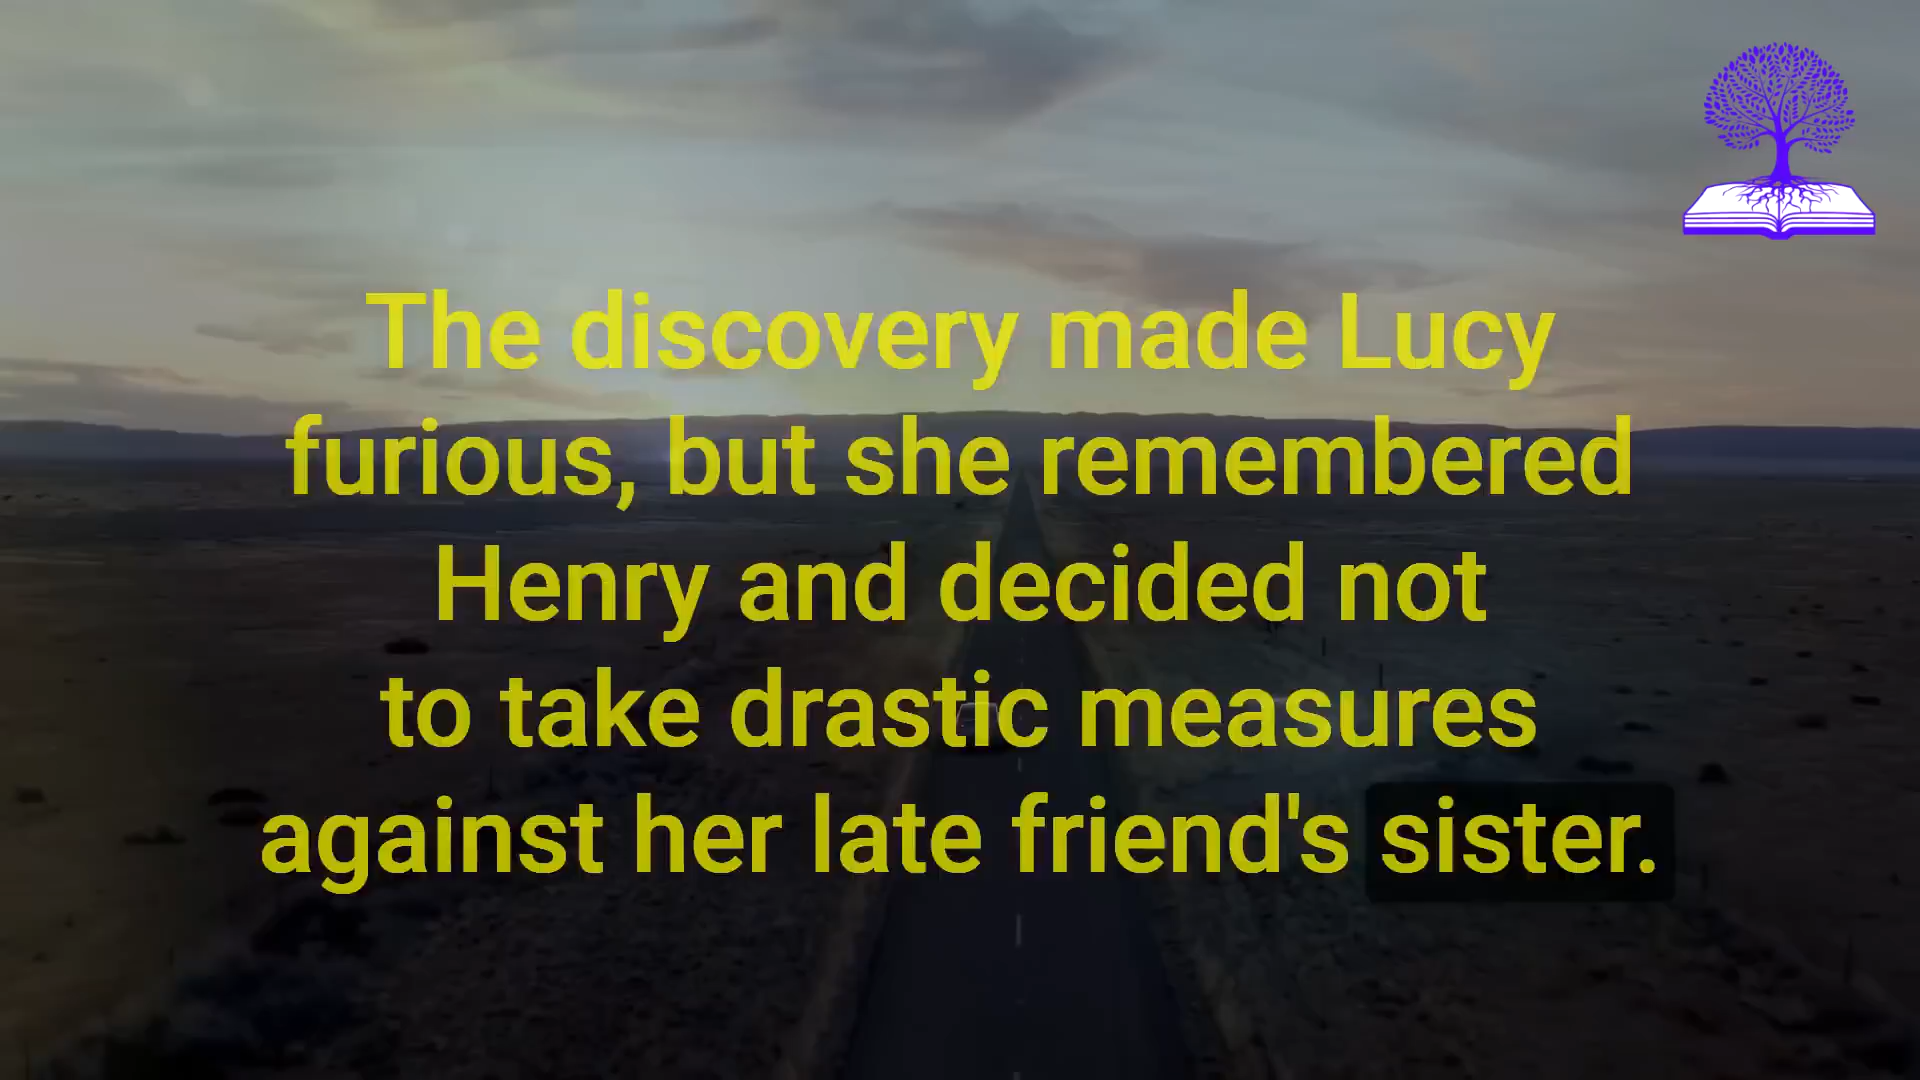 The discovery made Lucy
furious, but she remembered
Henry and decided not
to take drastic measures
against her late friend's sister.